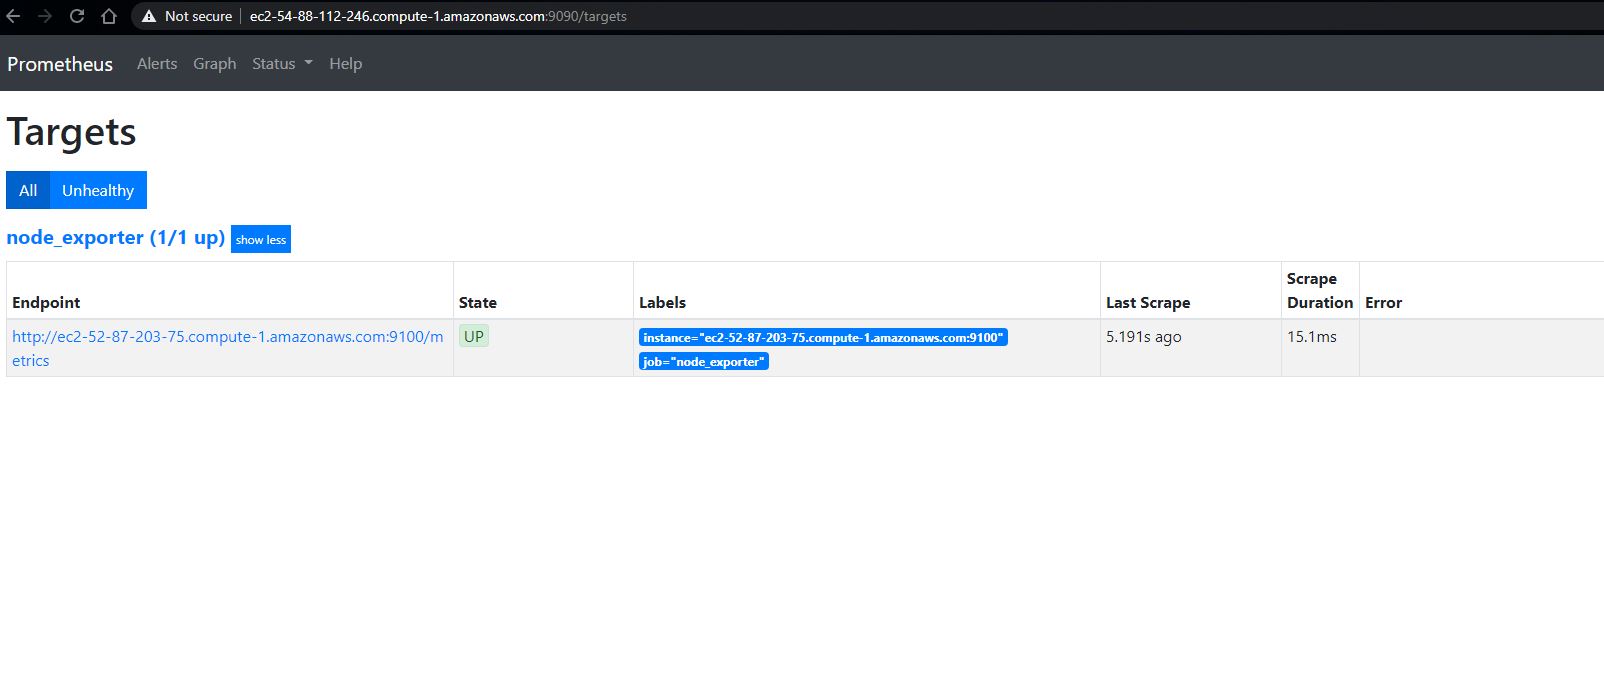 Not secure ec2-54-88-112-246.compute-1.amazonaws.com:9090/targets
Prometheus Alerts Graph Status Help
Targets
All Unhealthy
node_exporter (1/1 up) show less
Endpoint State Labels Last Scrape Scrape Duration Error
http://ec2-52-87-203-75.compute-1.amazonaws.com:9100/m
etrics
UP
instance="ec2-52-87-203-75.compute-1.amazonaws.com:9100"
job="node_exporter"
5.191s ago
15.1ms